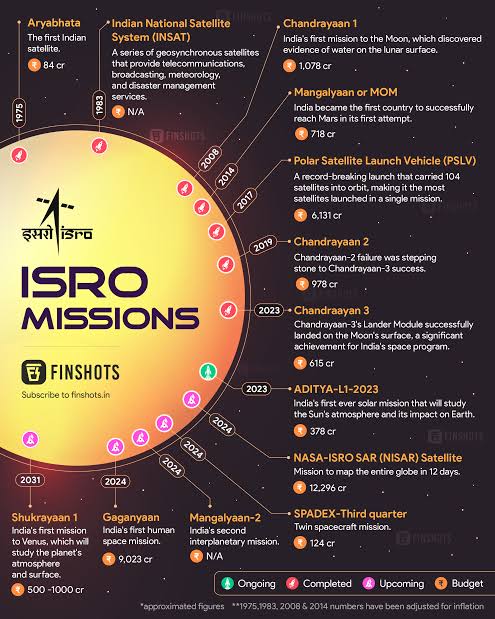 Aryabhata
The first Indian
satellite.
₹ 84 cr
1975
Indian National Satellite
System (INSAT)
A series of geosynchronous satellites
that provide telecommunications,
broadcasting, meteorology,
and disaster management
services.
₹ N/A
1983
Chandrayaan 1
India's first mission to the Moon, which discovered
evidence of water on the lunar surface.
₹ 1,078 cr
2008
Mangalyaan or MOM
India became the first country to successfully
reach Mars in its first attempt.
₹ 718 cr
2014
Polar Satellite Launch Vehicle (PSLV)
A record-breaking launch that carried 104
satellites into orbit, making it the most
satellites launched in a single mission.
₹ 6,131 cr
2017
Chandrayaan 2
Chandrayaan-2 failure was stepping
stone to Chandrayaan-3 success.
₹ 978 cr
2019
Chandraayan 3
Chandrayaan-3's Lander Module successfully
landed on the Moon's surface, a significant
achievement for India's space program.
₹ 615 cr
2023
ADITYA-L1-2023
India's first ever solar mission that will study
the Sun's atmosphere and its impact on Earth.
₹ 378 cr
2023
NASA-ISRO SAR (NISAR) Satellite
Mission to map the entire globe in 12 days.
₹ 12,296 cr
2024
SPADEX-Third quarter
Twin spacecraft mission.
₹ 124 cr
2024
Mangalyaan-2
India's second
interplanetary mission.
₹ N/A
2024
Gaganyaan
India's first human
space mission.
₹ 9,023 cr
2024
Shukrayaan 1
India's first mission
to Venus, which will
study the planet's
atmosphere
and surface.
₹ 500 -1000 cr
2031
इसरो isro
ISRO
MISSIONS
FINSHOTS
Subscribe to finshots.in
FINSHOTS
FINSHOTS
FINSHOTS
FINSHOTS
FINSHOTS
Ongoing Completed Upcoming ₹ Budget
*approximated figures **1975,1983, 2008 & 2014 numbers have been adjusted for inflation